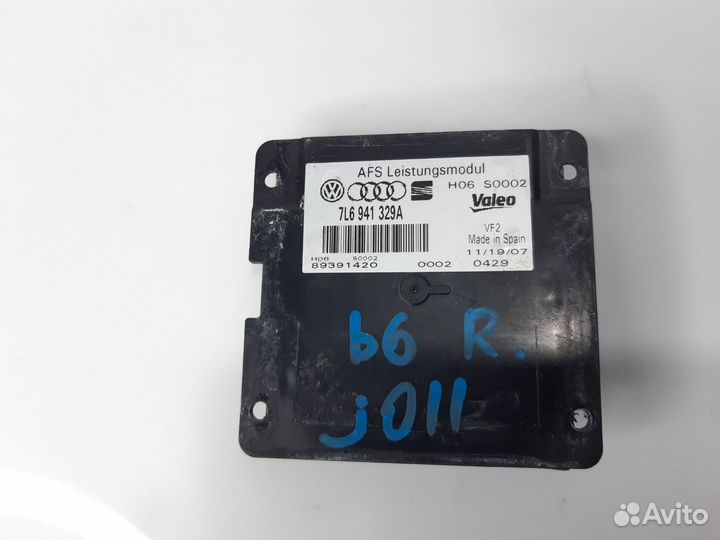 AFS Leistungsmodul
H06 S0002
7L6 941 329A
Valeo
VF2
Made in Spain
11/19/07
H06 S0002
89391420 0002 0429
b6 R.
j011
Avito